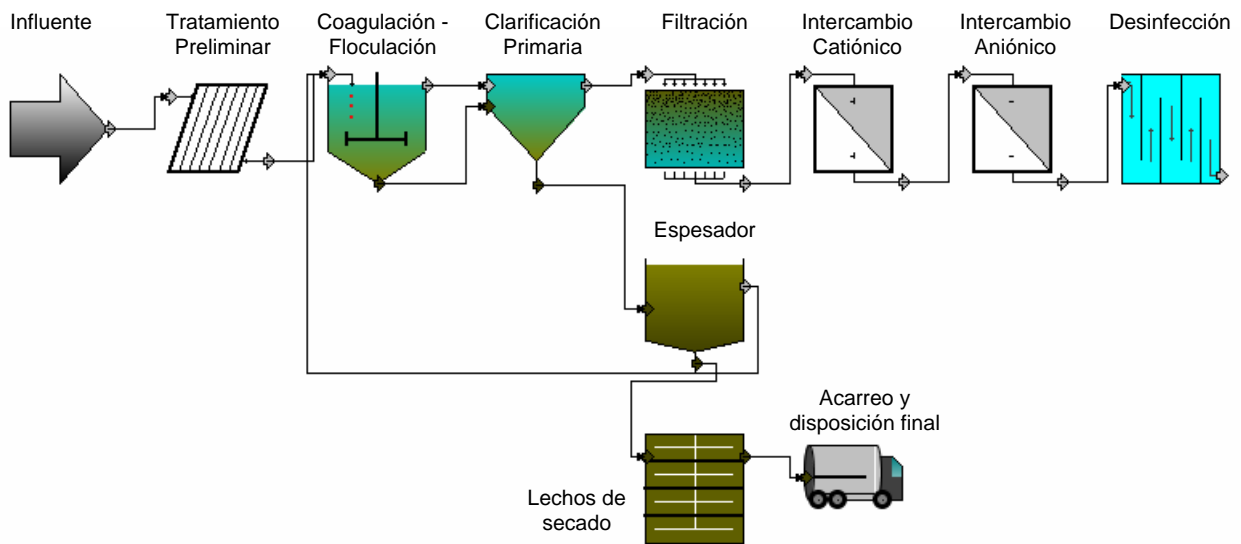 Influente
Tratamiento
Preliminar
Coagulación -
Floculación
Clarificación
Primaria
Filtración
Intercambio
Catiónico
Intercambio
Aniónico
Desinfección
Espesador
Acarreo y
disposición final
Lechos de
secado